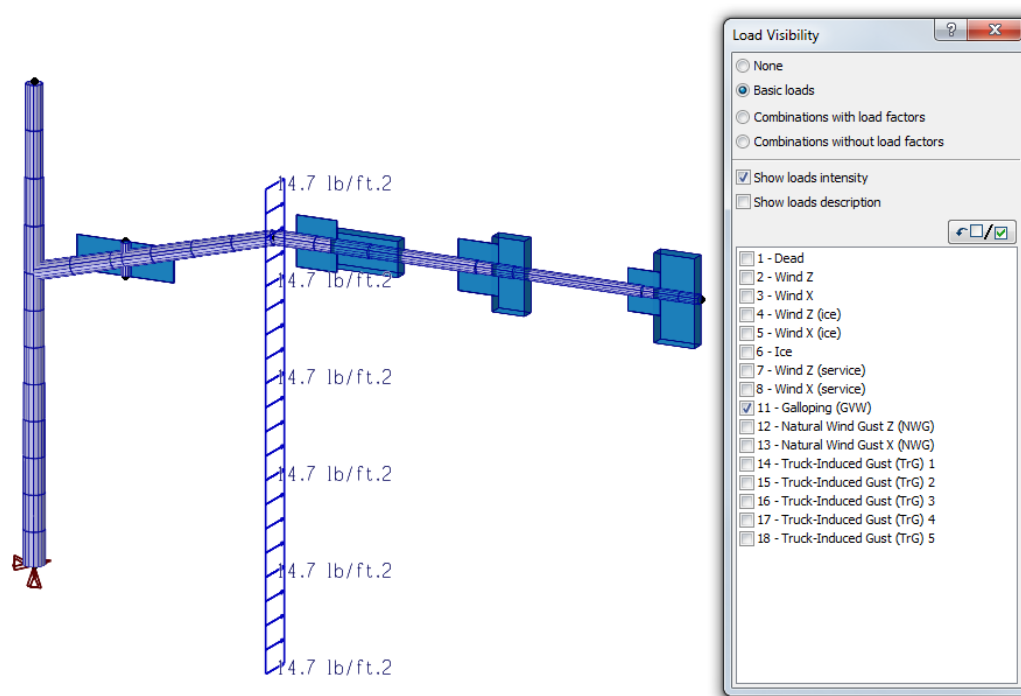 14.7 lb/ft.2
14.7 lb/ft.2
14.7 lb/ft.2
14.7 lb/ft.2
14.7 lb/ft.2
14.7 lb/ft.2
Load Visibility
?
None
Basic loads
Combinations with load factors
Combinations without load factors
Show loads intensity
Show loads description
1 - Dead
2 - Wind Z
3 - Wind X
4 - Wind Z (ice)
5 - Wind X (ice)
6 - Ice
7 - Wind Z (service)
8 - Wind X (service)
11 - Galloping (GVW)
12 - Natural Wind Gust Z (NWG)
13 - Natural Wind Gust X (NWG)
14 - Truck-Induced Gust (TrG) 1
15 - Truck-Induced Gust (TrG) 2
16 - Truck-Induced Gust (TrG) 3
17 - Truck-Induced Gust (TrG) 4
18 - Truck-Induced Gust (TrG) 5